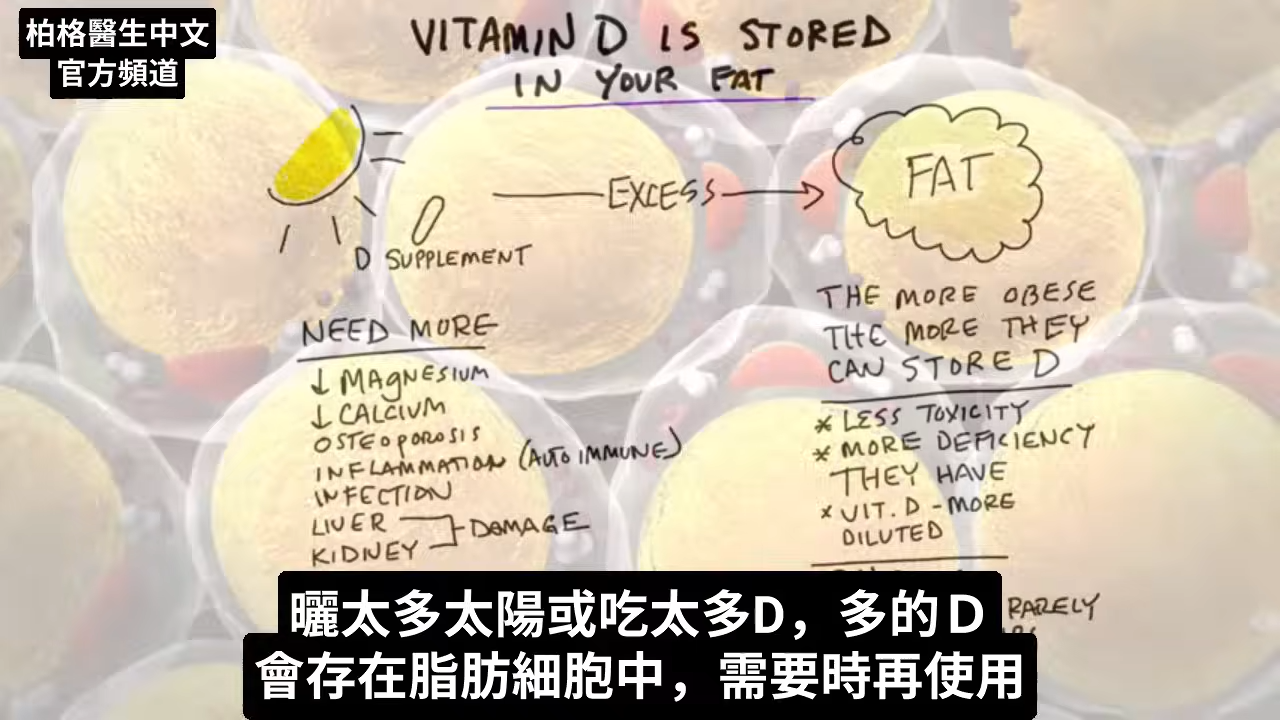 柏格醫生中文
官方頻道
VITAMIN D IS STORED
IN YOUR FAT
EXCESS
FAT
D SUPPLEMENT
NEED MORE
↓ MAGNESIUM
↓ CALCIUM
OSTEOPOROSIS
INFLAMMATION (AUTOIMMUNE)
INFECTION
LIVER
KIDNEY
DAMAGE
THE MORE OBESE
THE MORE THEY
CAN STORE D
* LESS TOXICITY
* MORE DEFICIENCY
THEY HAVE
* VIT. D - MORE
DILUTED
RARELY
曬太多太陽或吃太多D，多的D
會存在脂肪細胞中，需要時再使用